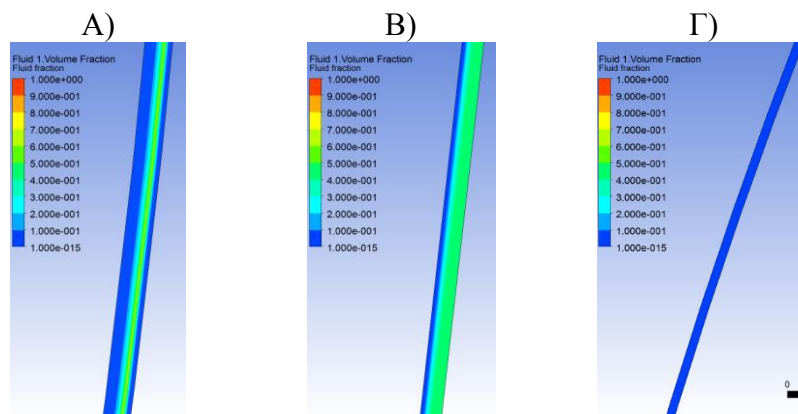 А)
В)
Г)
Fluid 1.Volume Fraction
Fluid fraction
1.000e+000
9.000e-001
8.000e-001
7.000e-001
6.000e-001
5.000e-001
4.000e-001
3.000e-001
2.000e-001
1.000e-001
1.000e-015
Fluid 1.Volume Fraction
Fluid fraction
1.000e+000
9.000e-001
8.000e-001
7.000e-001
6.000e-001
5.000e-001
4.000e-001
3.000e-001
2.000e-001
1.000e-001
1.000e-015
Fluid 1.Volume Fraction
Fluid fraction
1.000e+000
9.000e-001
8.000e-001
7.000e-001
6.000e-001
5.000e-001
4.000e-001
3.000e-001
2.000e-001
1.000e-001
1.000e-015
0